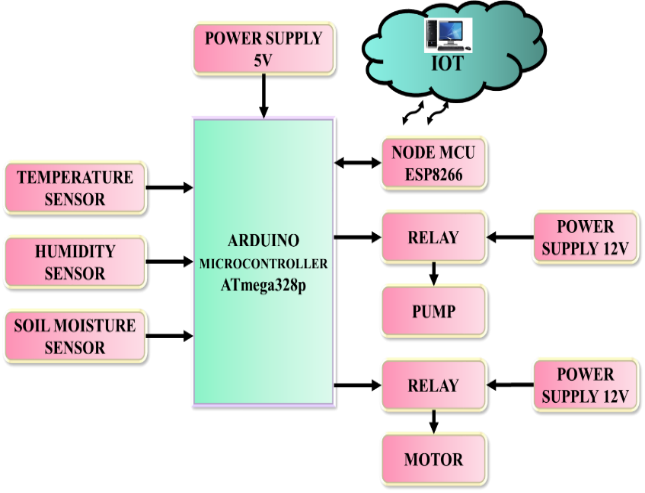 POWER SUPPLY
5V
IOT
NODE MCU
ESP8266
TEMPERATURE
SENSOR
HUMIDITY
SENSOR
SOIL MOISTURE
SENSOR
ARDUINO
MICROCONTROLLER
ATmega328p
RELAY
POWER
SUPPLY 12V
PUMP
RELAY
POWER
SUPPLY 12V
MOTOR